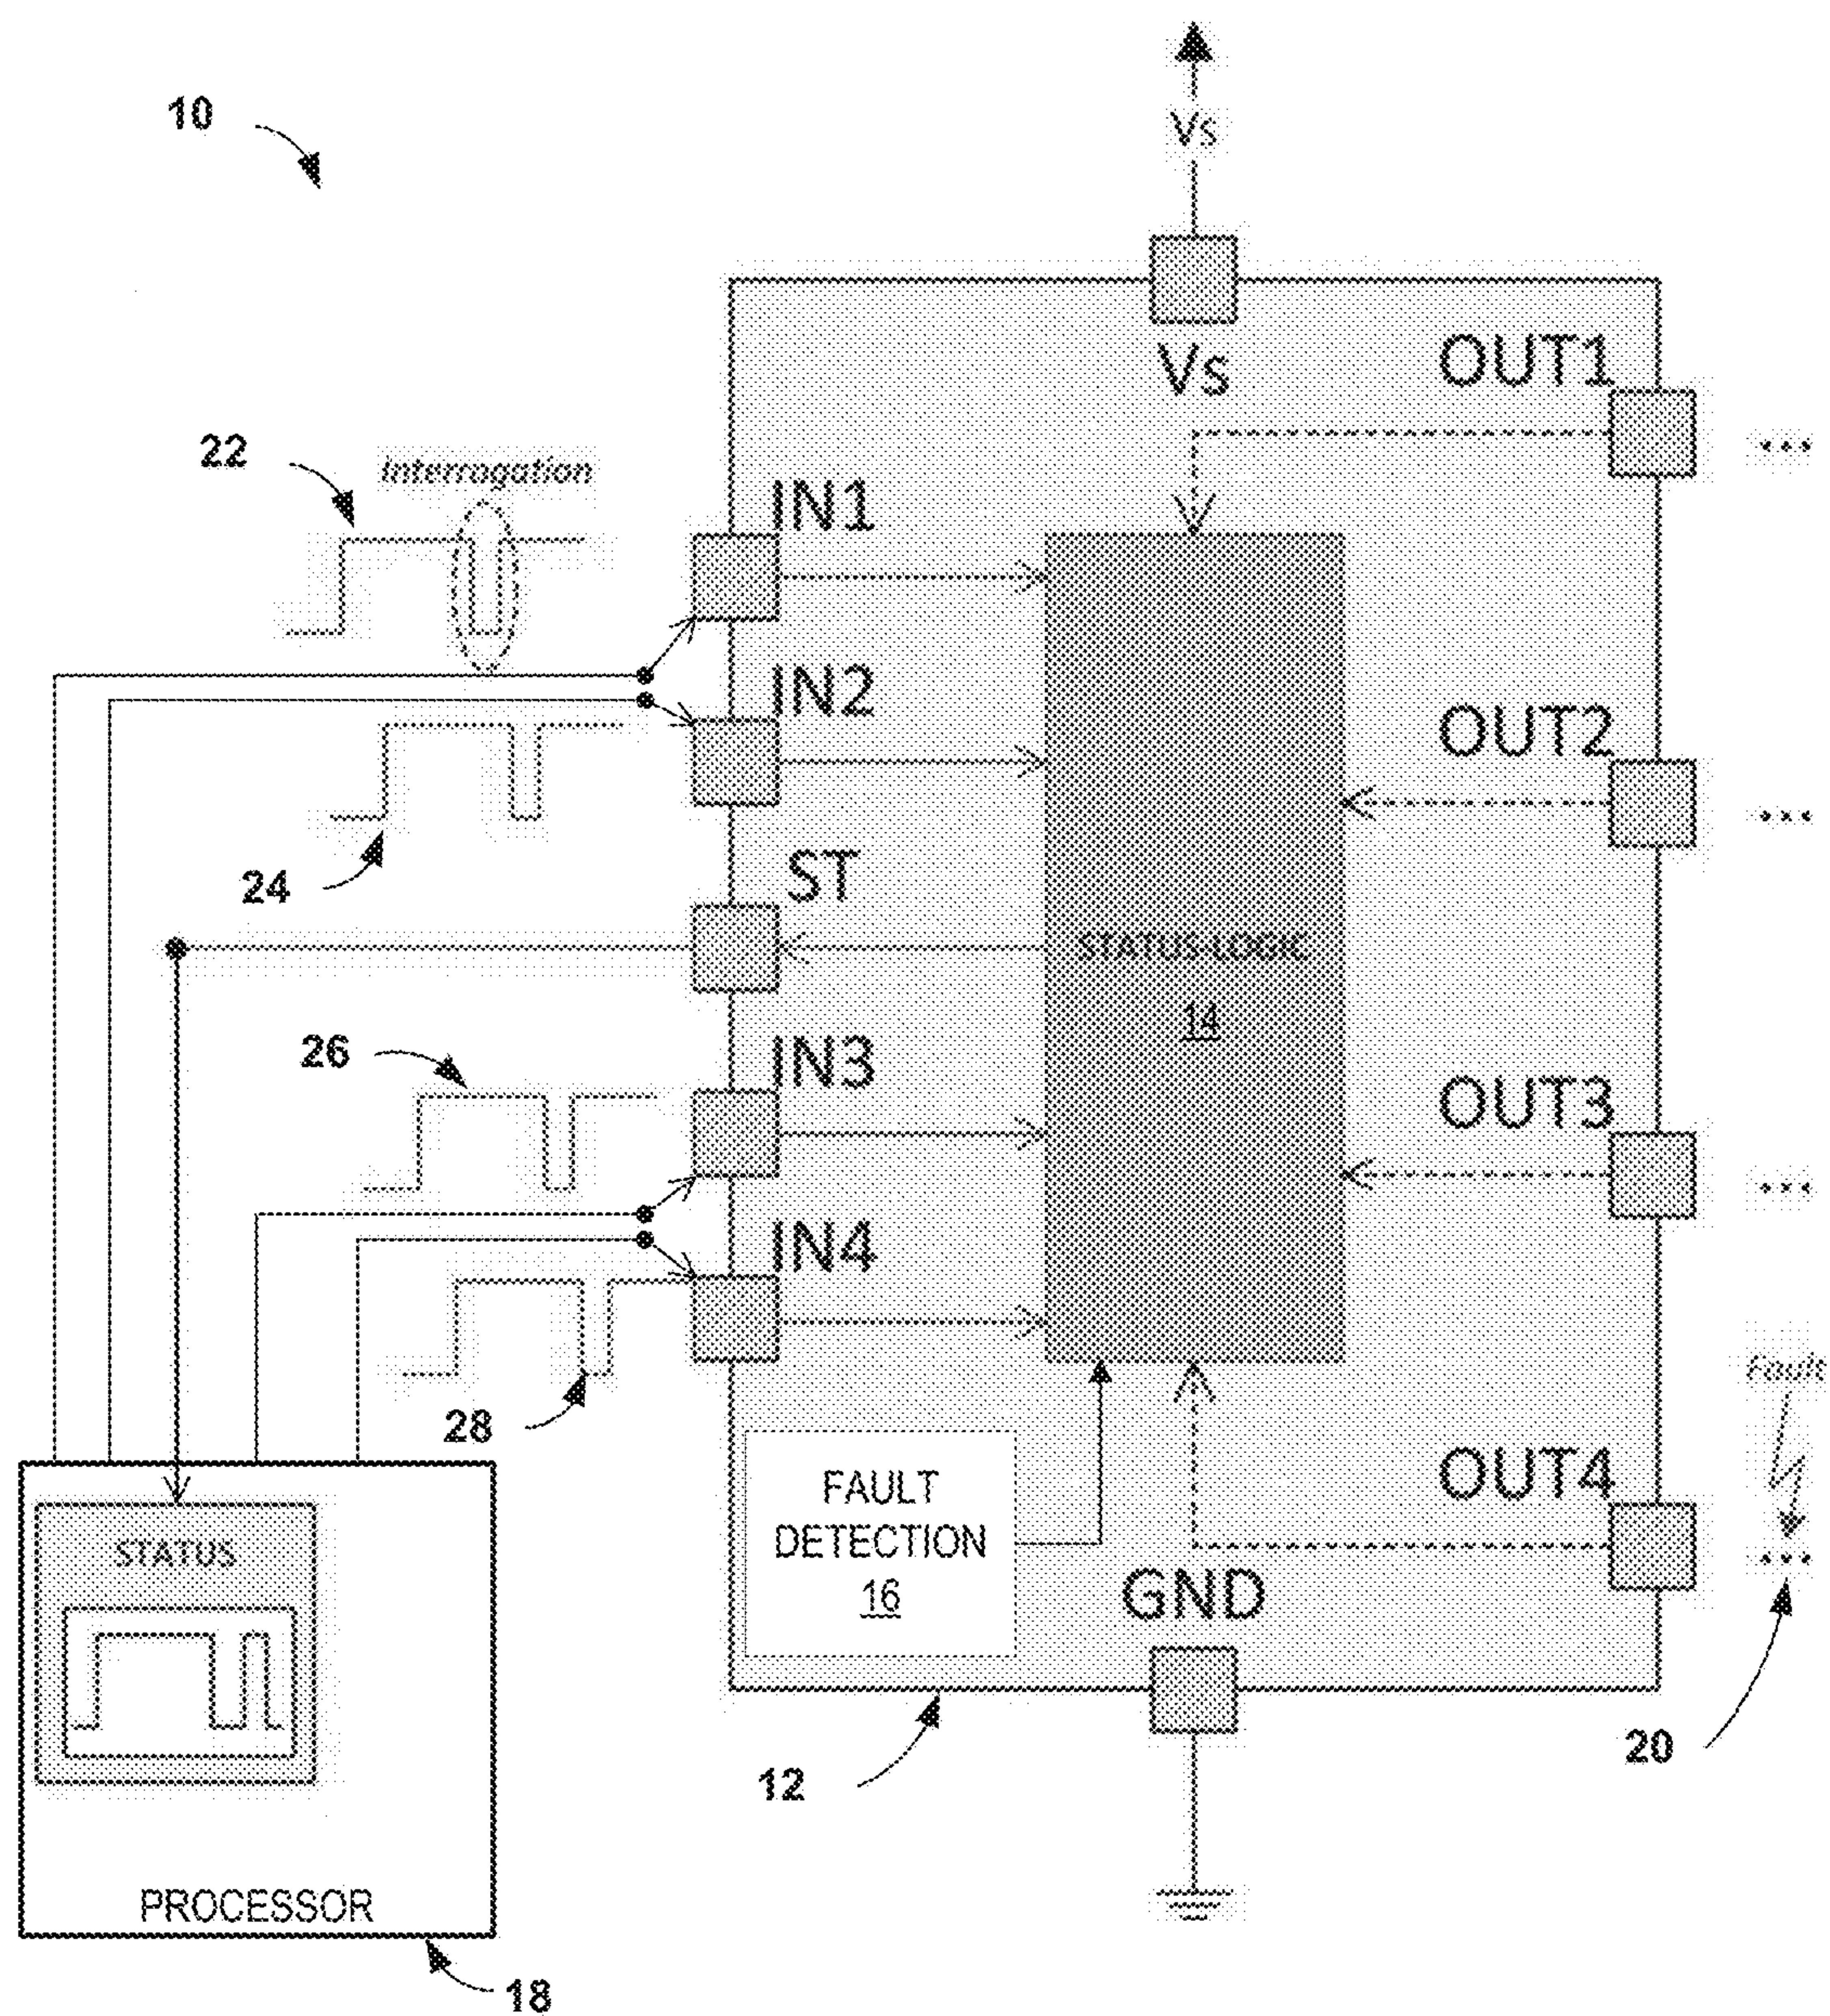 10
Vs
Vs
OUT1
22
Interrogation
IN1
IN2
OUT2
24
ST
STATUS LOGIC
14
26
IN3
OUT3
IN4
Fault
28
OUT4
FAULT
DETECTION
16
STATUS
GND
12
20
PROCESSOR
18